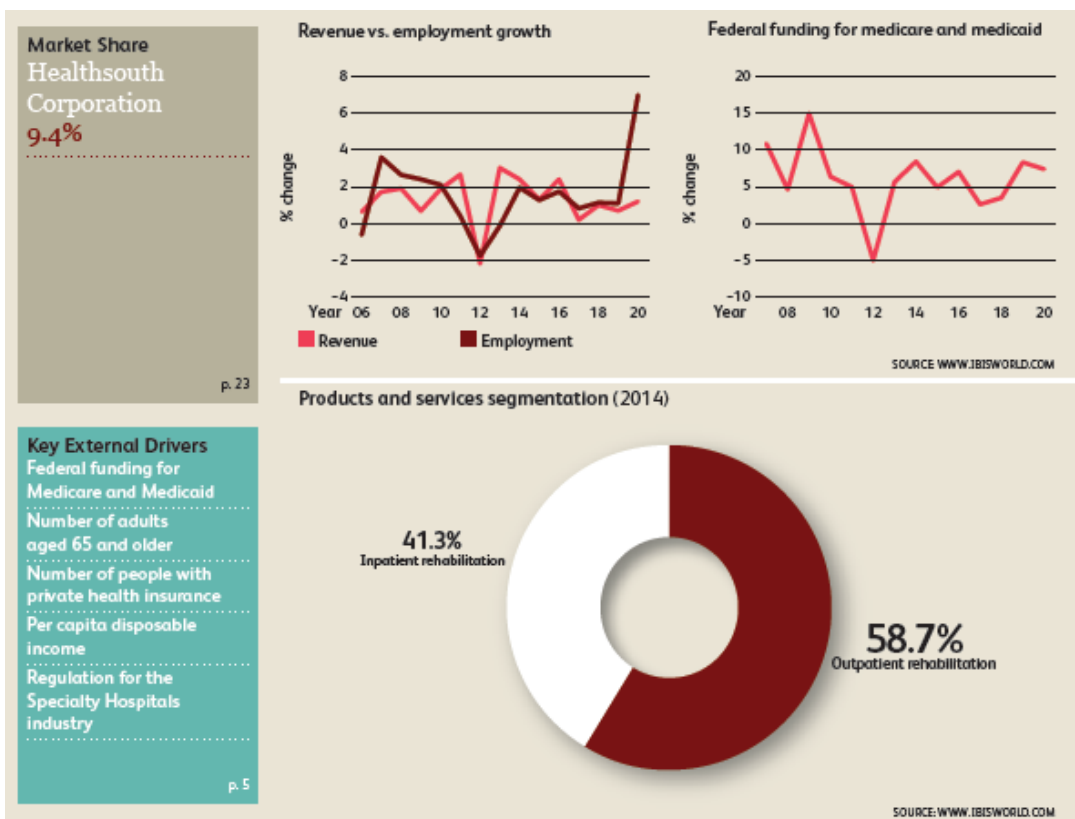 Market Share
Healthsouth
Corporation
9.4%
p. 23
Key External Drivers
Federal funding for
Medicare and Medicaid
Number of adults
aged 65 and older
Number of people with
private health insurance
Per capita disposable
income
Regulation for the
Specialty Hospitals
industry
p. 5
Revenue vs. employment growth
% change
8
6
4
2
0
-2
-4
Year 06 08 10 12 14 16 18 20
Revenue Employment
Federal funding for medicare and medicaid
% change
20
15
10
5
0
-5
-10
Year 08 10 12 14 16 18 20
SOURCE WWW.IBISWORLD.COM
Products and services segmentation (2014)
41.3%
Inpatient rehabilitation
58.7%
Outpatient rehabilitation
SOURCE: WWW.IBISWORLD.COM